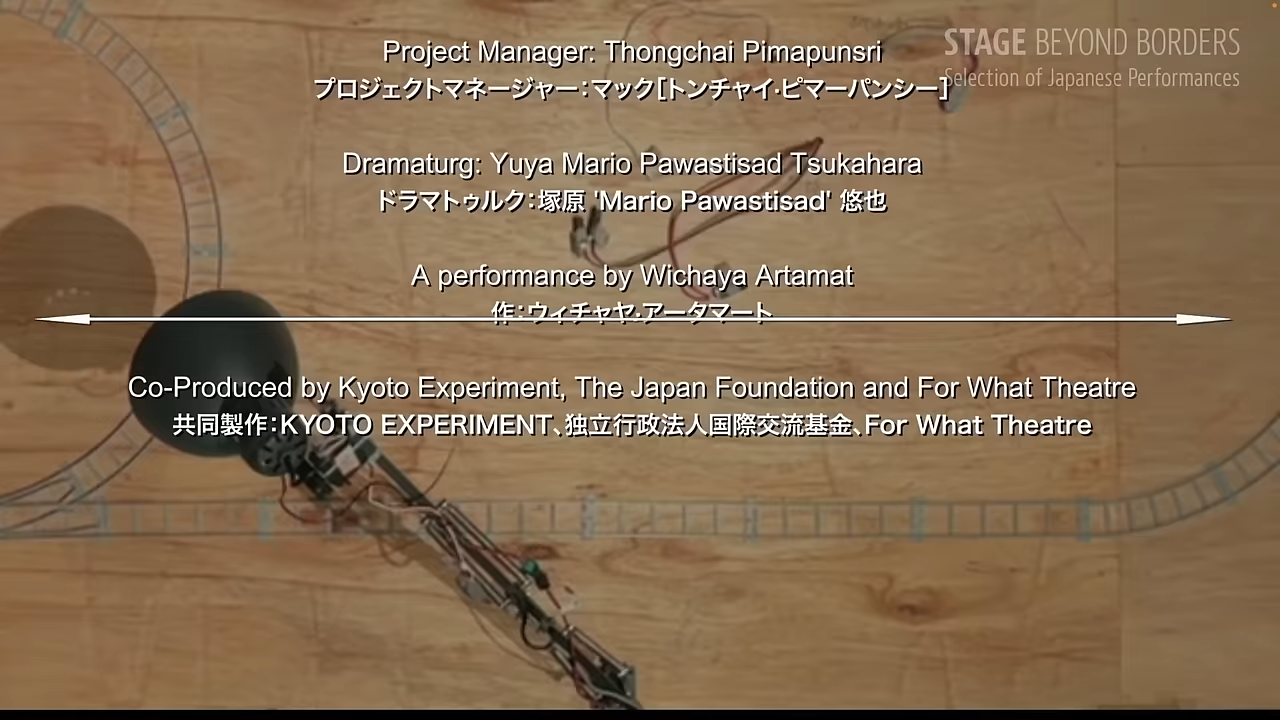 STAGE BEYOND BORDERS
Selection of Japanese Performances
Project Manager: Thongchai Pimapunsri
プロジェクトマネージャー：マック［トンチャイ・ピマーパンシー］
Dramaturg: Yuya Mario Pawastisad Tsukahara
ドラマトゥルク：塚原 'Mario Pawastisad' 悠也
A performance by Wichaya Artamat
作：ウィチャヤ・アータマート
Co-Produced by Kyoto Experiment, The Japan Foundation and For What Theatre
共同製作：KYOTO EXPERIMENT、独立行政法人国際交流基金、For What Theatre